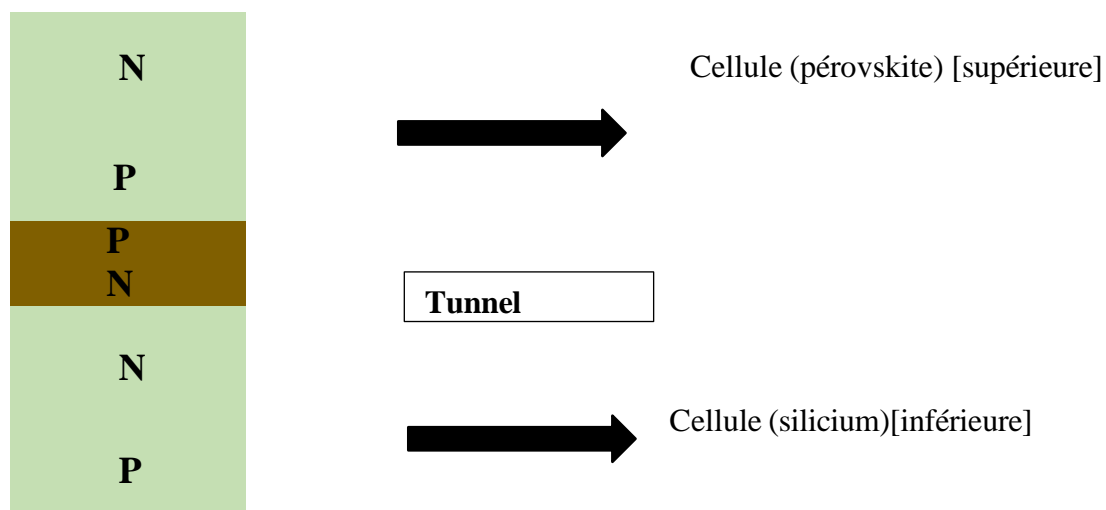 N
Cellule (pérovskite) [supérieure]
P
P
N
Tunnel
N
Cellule (silicium)[inférieure]
P